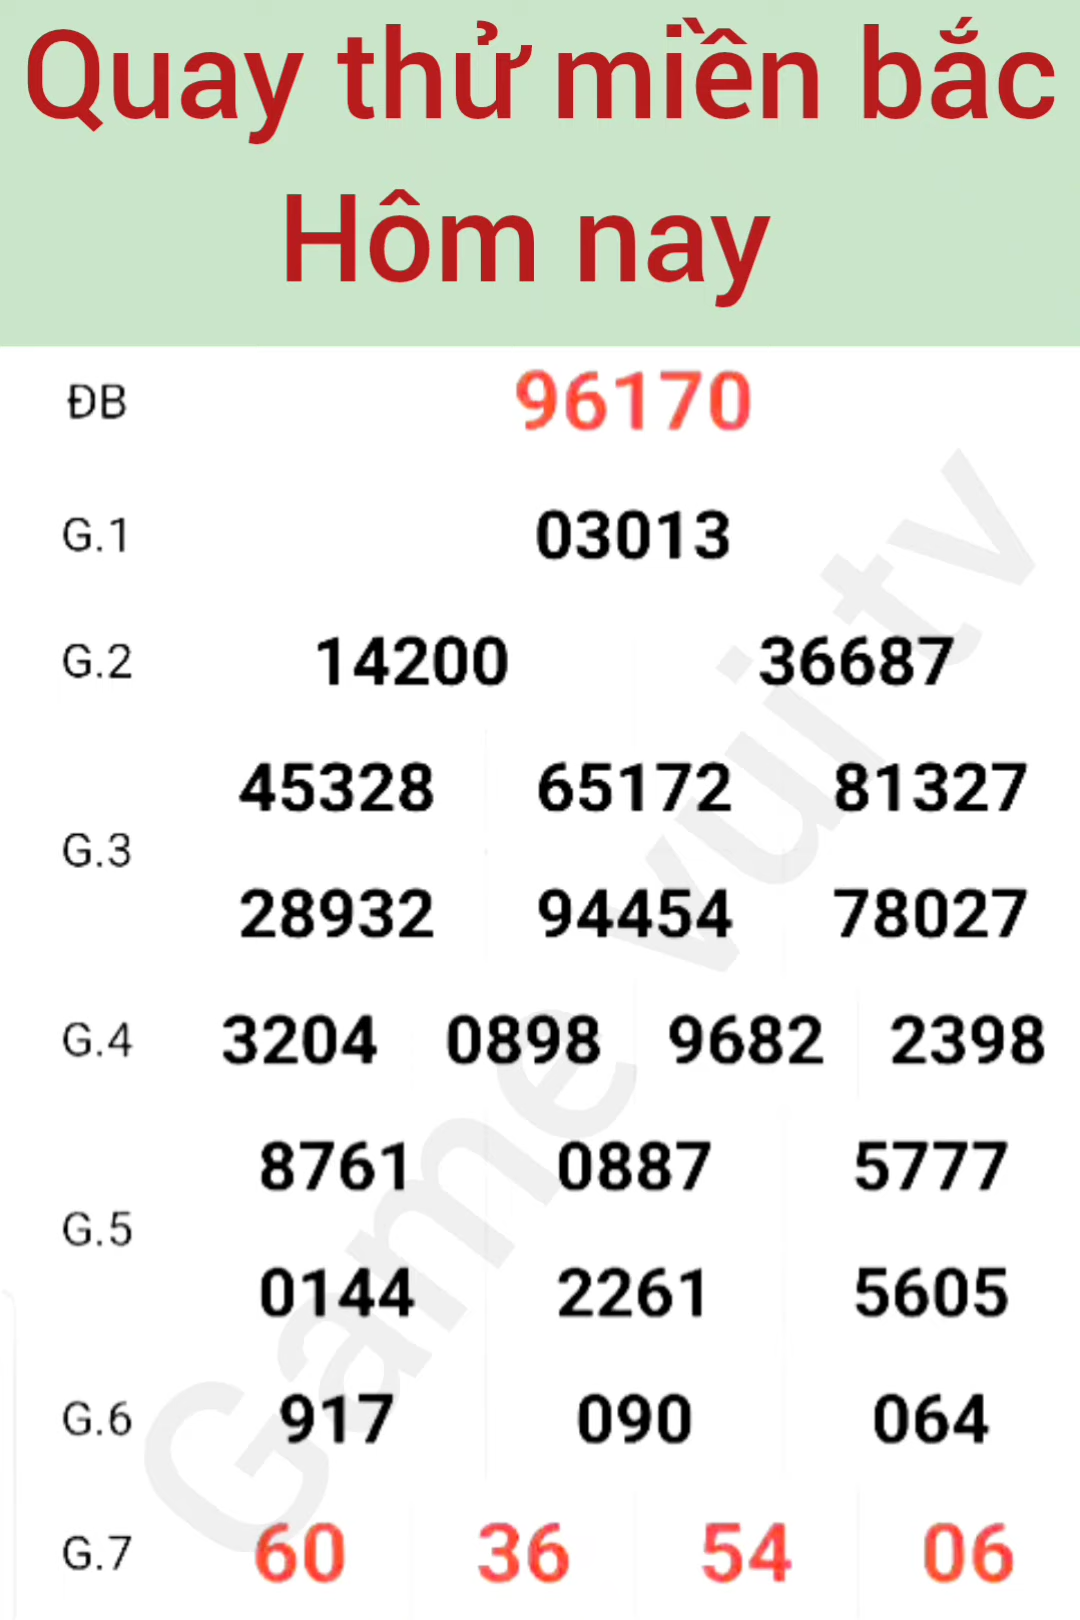 Quay thử miền bắc
Hôm nay
ĐB 96170
G.1 03013
G.2 14200 36687
G.3
45328 65172 81327
28932 94454 78027
G.4 3204 0898 9682 2398
G.5
8761 0887 5777
0144 2261 5605
G.6 917 090 064
G.7 60 36 54 06
Game vui tv